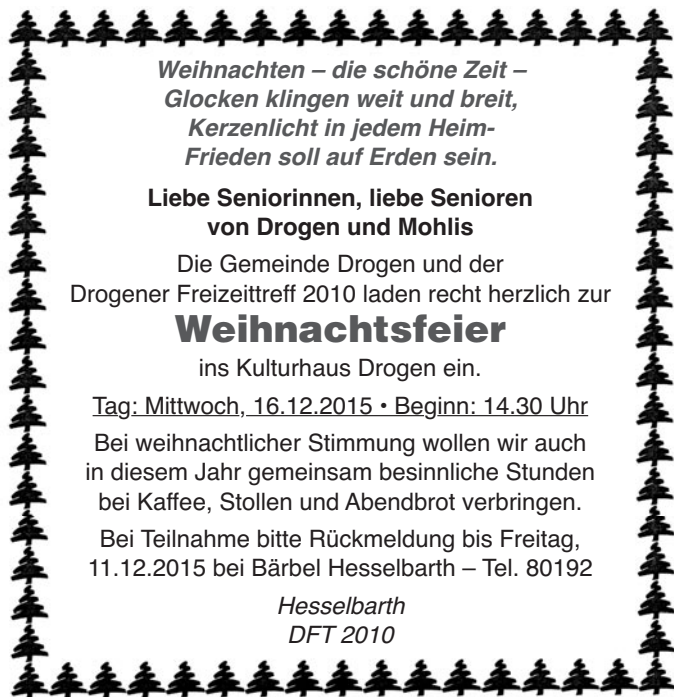 Weihnachten – die schöne Zeit –
Glocken klingen weit und breit,
Kerzenlicht in jedem Heim-
Frieden soll auf Erden sein.
Liebe Seniorinnen, liebe Senioren
von Drogen und Mohlis
Die Gemeinde Drogen und der
Drogener Freizeittreff 2010 laden recht herzlich zur
Weihnachtsfeier
ins Kulturhaus Drogen ein.
Tag: Mittwoch, 16.12.2015 • Beginn: 14.30 Uhr
Bei weihnachtlicher Stimmung wollen wir auch
in diesem Jahr gemeinsam besinnliche Stunden
bei Kaffee, Stollen und Abendbrot verbringen.
Bei Teilnahme bitte Rückmeldung bis Freitag,
11.12.2015 bei Bärbel Hesselbarth – Tel. 80192
Hesselbarth
DFT 2010